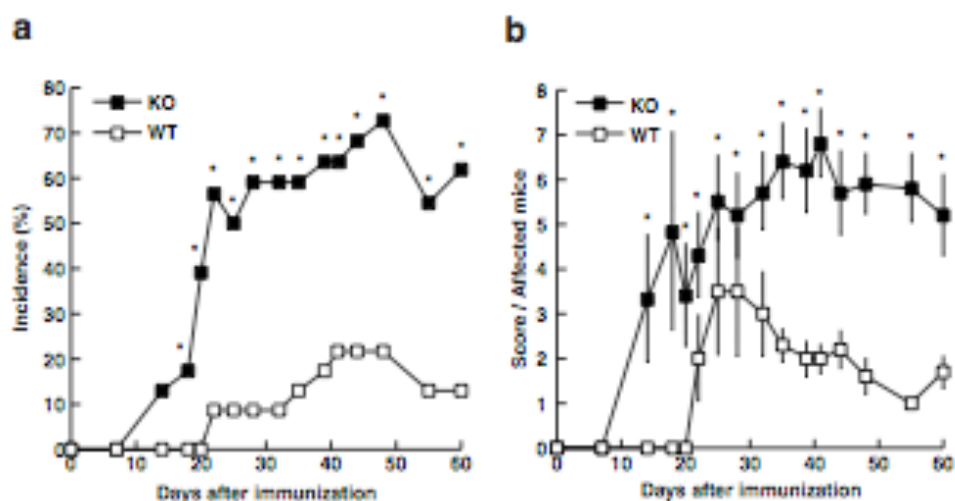 a
80
70
60
50
40
30
20
10
0
Incidence (%)
KO
WT
* * * * * * * * * * * * *
0 10 20 30 40 50 60
Days after immunization
b
8
7
6
5
4
3
2
1
0
Score / Affected mice
KO
WT
* * * * * * * * * * * * * *
0 10 20 30 40 50 60
Days after immunization